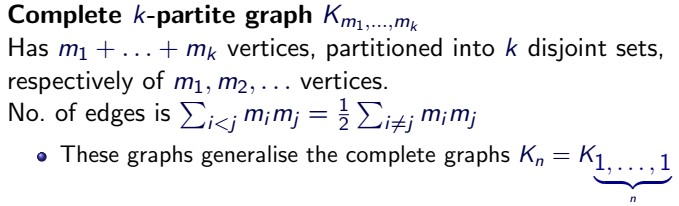 Complete k-partite graph K_{m_1,...,m_k}
Has m_1 + ... + m_k vertices, partitioned into k disjoint sets,
respectively of m_1, m_2, ... vertices.
No. of edges is ∑_{i<j} m_i m_j = 1/2 ∑_{i≠j} m_i m_j
• These graphs generalise the complete graphs K_n = K_{1, ..., 1}
n